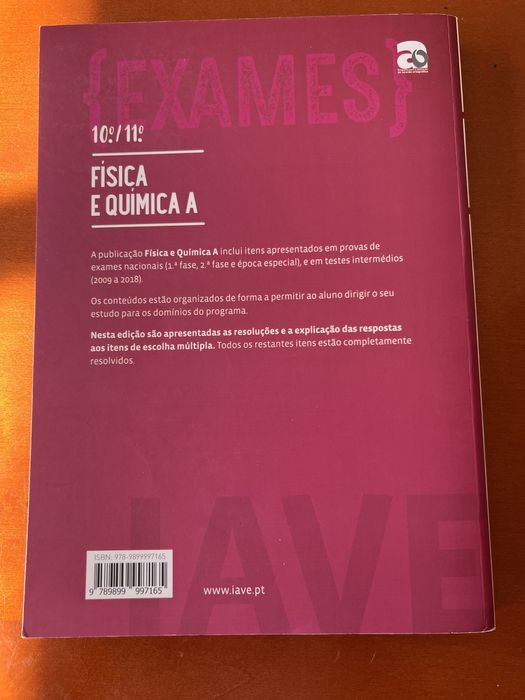 {EXAMES}
10.º/11.º
FÍSICA
E QUÍMICA A
A publicação Física e Química A inclui itens apresentados em provas de
exames nacionais (1.ª fase, 2.ª fase e época especial), e em testes intermédios
(2009 a 2018).
Os conteúdos estão organizados de forma a permitir ao aluno dirigir o seu
estudo para os domínios do programa.
Nesta edição são apresentadas as resoluções e a explicação das respostas
aos itens de escolha múltipla. Todos os restantes itens estão completamente
resolvidos.
IAVE
ISBN: 978-9899997165
9 789899 997165
www.iave.pt